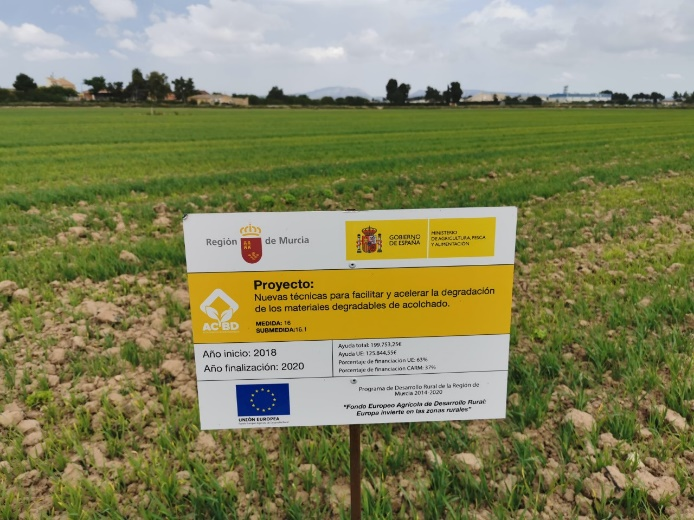 Región de Murcia
GOBIERNO
DE ESPAÑA
MINISTERIO
DE AGRICULTURA, PESCA
Y ALIMENTACIÓN
AC BD
Proyecto:
Nuevas técnicas para facilitar y acelerar la degradación
de los materiales degradables de acolchado.
MEDIDA: 16
SUBMEDIDA:16.1
Año inicio: 2018
Año finalización: 2020
Ayuda total: 199.753,25€
Ayuda UE: 125.844,55€
Porcentaje de financiación UE: 63%
Porcentaje de financiación CARM: 37%
UNIÓN EUROPEA
Programa de Desarrollo Rural de la Región de
Murcia 2014-2020
"Fondo Europeo Agrícola de Desarrollo Rural:
Europa invierte en las zonas rurales"